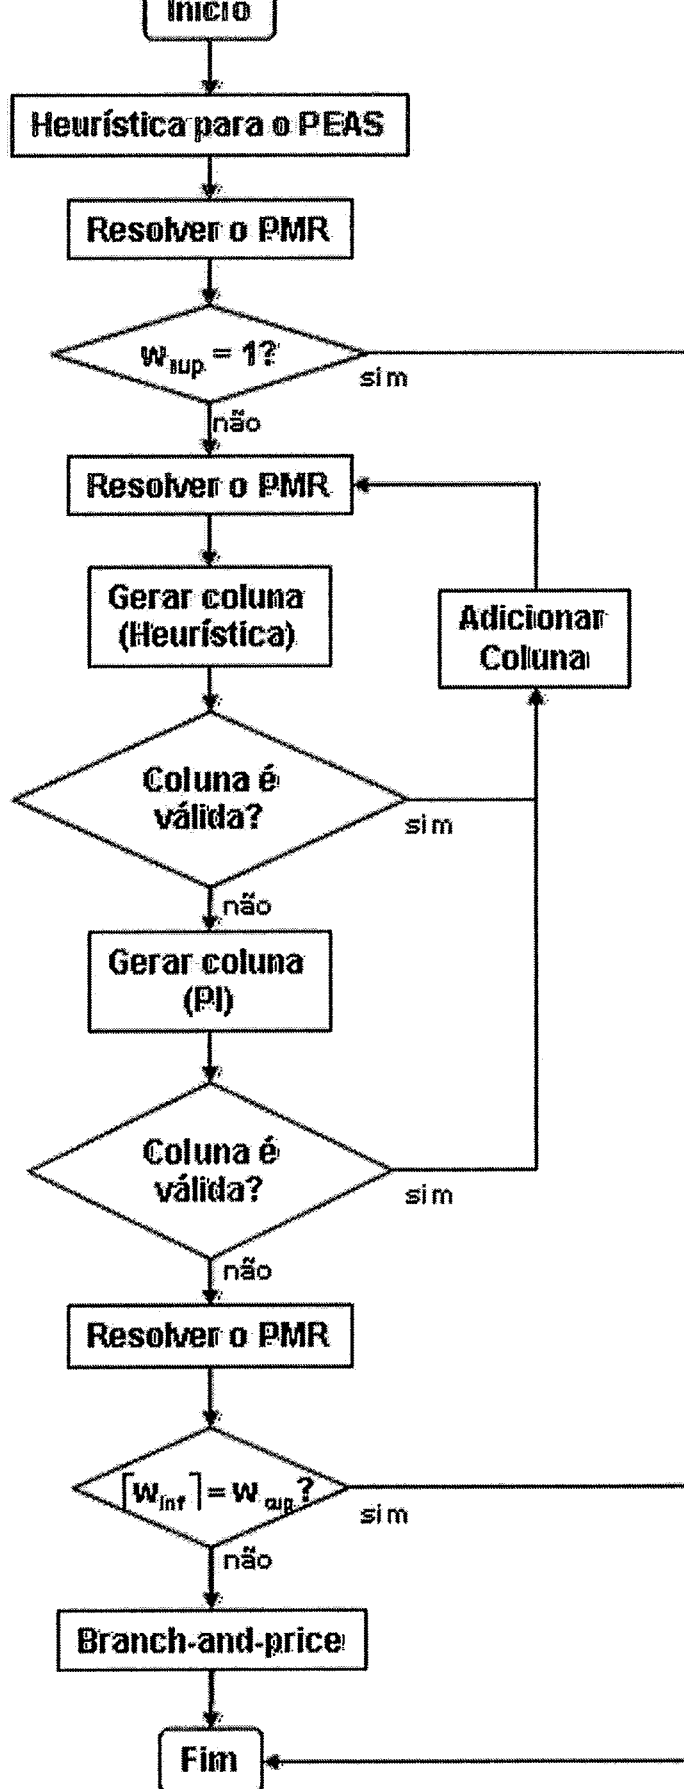 Início
Heurística para o PEAS
Resolver o PMR
w_sup = 1?
sim
não
Resolver o PMR
Gerar coluna
(Heurística)
Adicionar
Coluna
Coluna é
válida?
sim
não
Gerar coluna
(PI)
Coluna é
válida?
sim
não
Resolver o PMR
⌈w_inf⌉ = w_sup?
sim
não
Branch-and-price
Fim